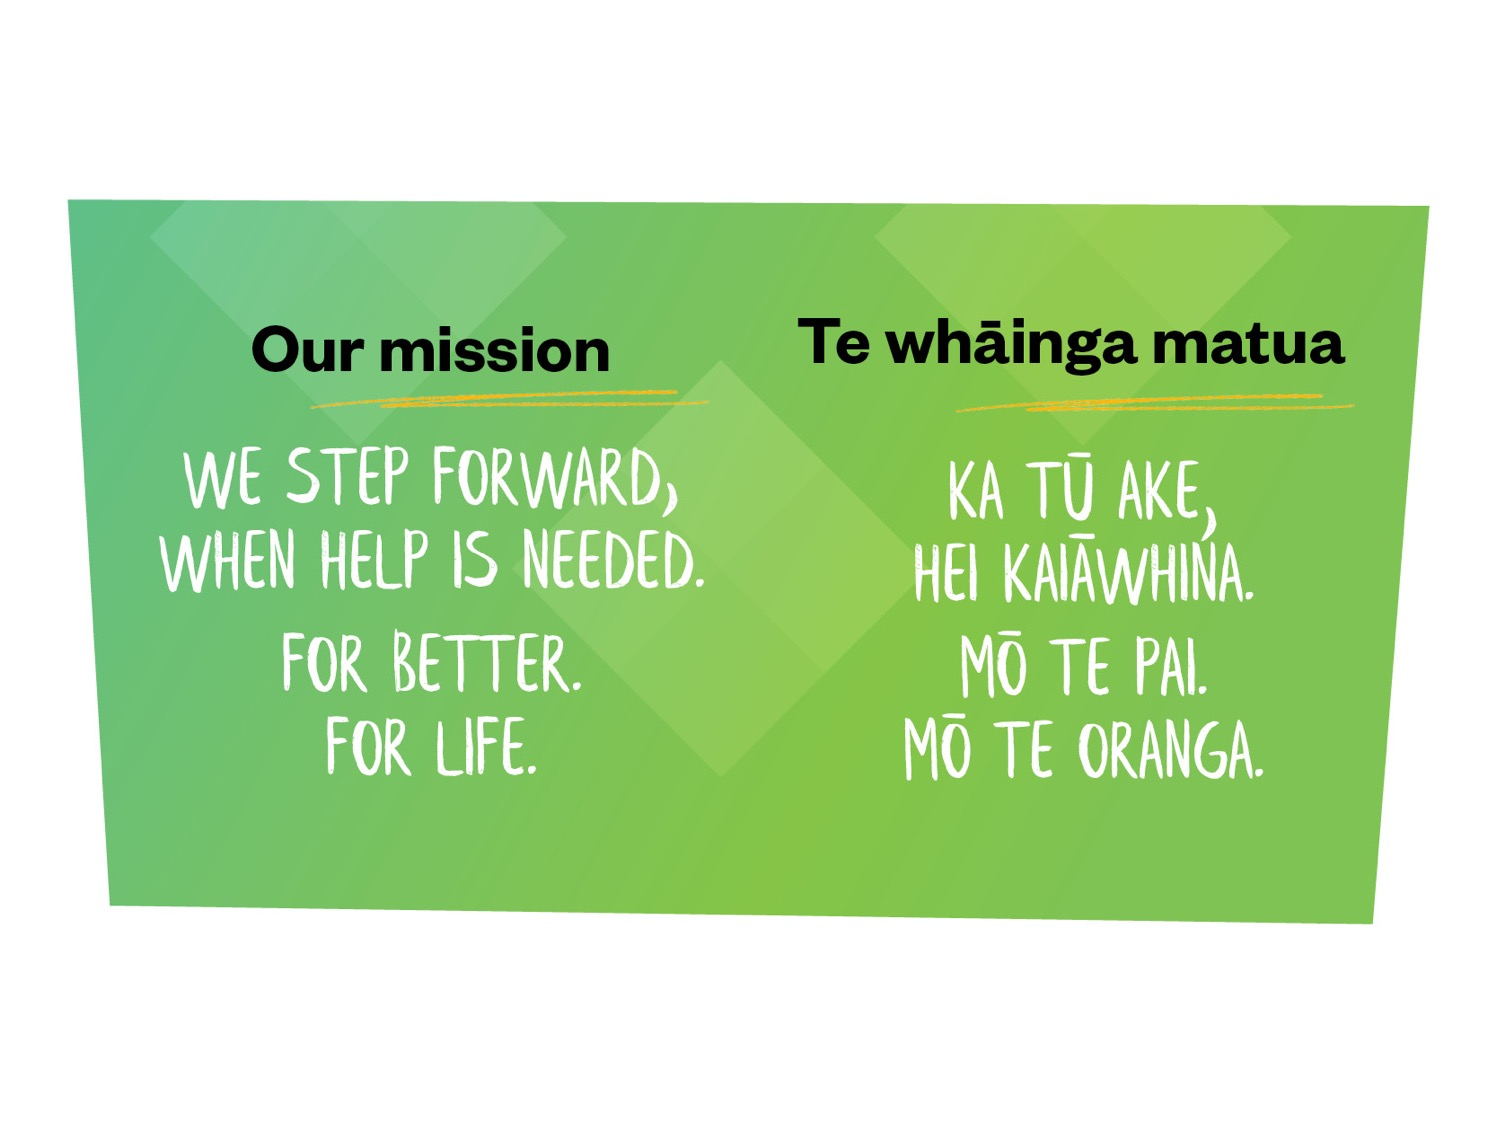 Our mission
WE STEP FORWARD,
WHEN HELP IS NEEDED.
FOR BETTER.
FOR LIFE.
Te whāinga matua
KA TŪ AKE,
HEI KAIĀWHINA.
MŌ TE PAI.
MŌ TE ORANGA.